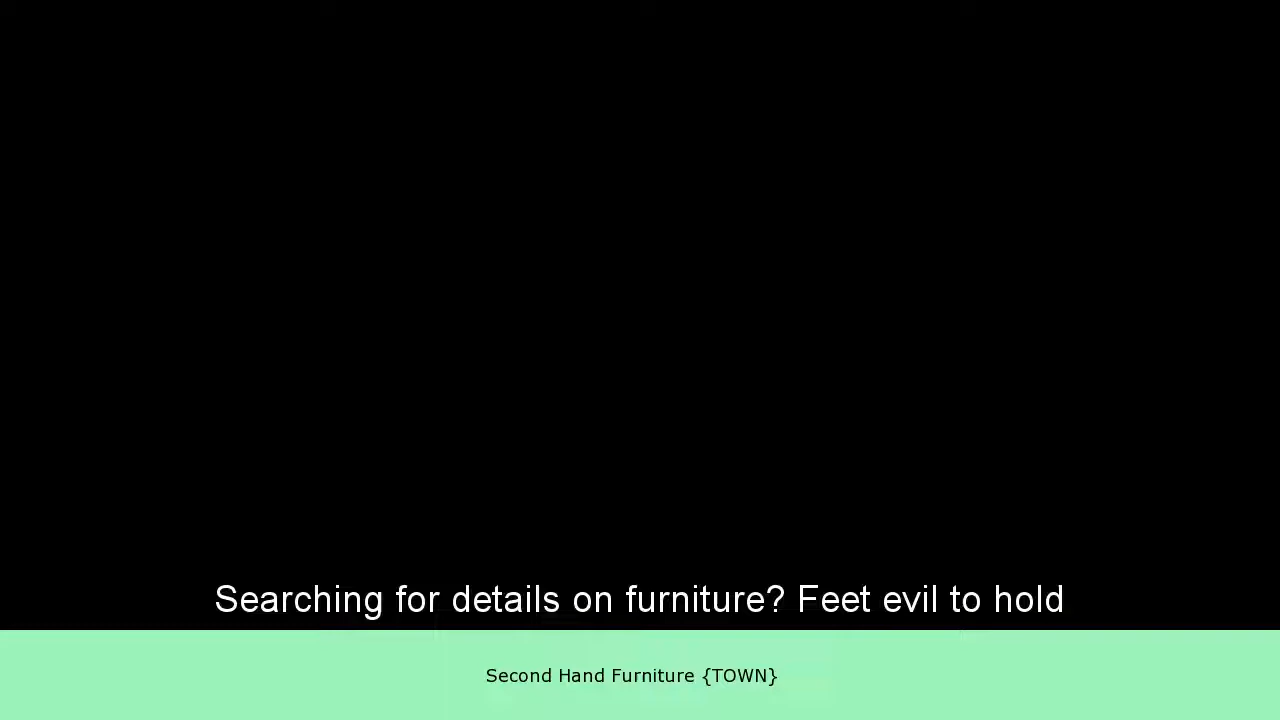 Searching for details on furniture? Feet evil to hold
Second Hand Furniture {TOWN}